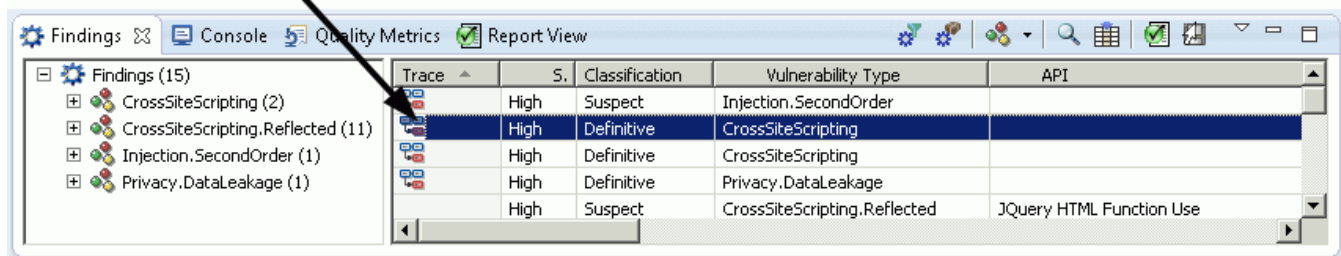 Findings Console Quality Metrics Report View
Findings (15)
CrossSiteScripting (2)
CrossSiteScripting.Reflected (11)
Injection.SecondOrder (1)
Privacy.DataLeakage (1)
Trace S. Classification Vulnerability Type API
High Suspect Injection.SecondOrder
High Definitive CrossSiteScripting
High Definitive CrossSiteScripting
High Definitive Privacy.DataLeakage
High Suspect CrossSiteScripting.Reflected JQuery HTML Function Use